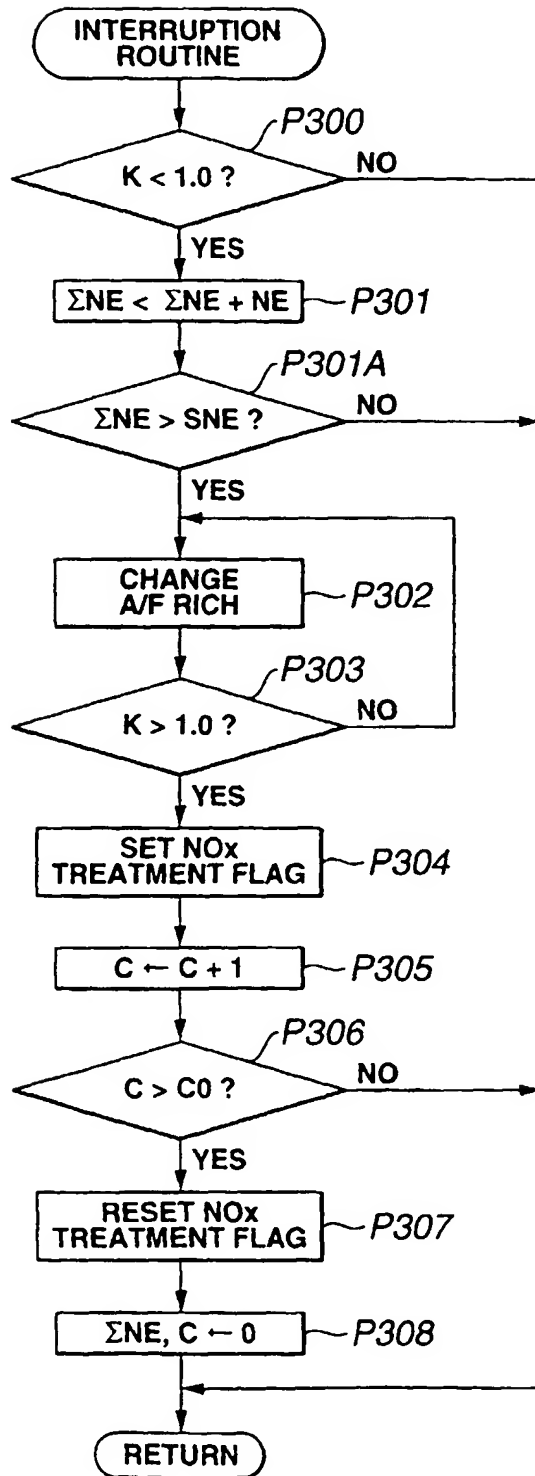 INTERRUPTION
ROUTINE
P300
K < 1.0 ?
NO
YES
ΣNE < ΣNE + NE
P301
P301A
ΣNE > SNE ?
NO
YES
CHANGE
A/F RICH
P302
P303
K > 1.0 ?
NO
YES
SET NOx
TREATMENT FLAG
P304
C ← C + 1
P305
P306
C > C0 ?
NO
YES
RESET NOx
TREATMENT FLAG
P307
ΣNE, C ← 0
P308
RETURN